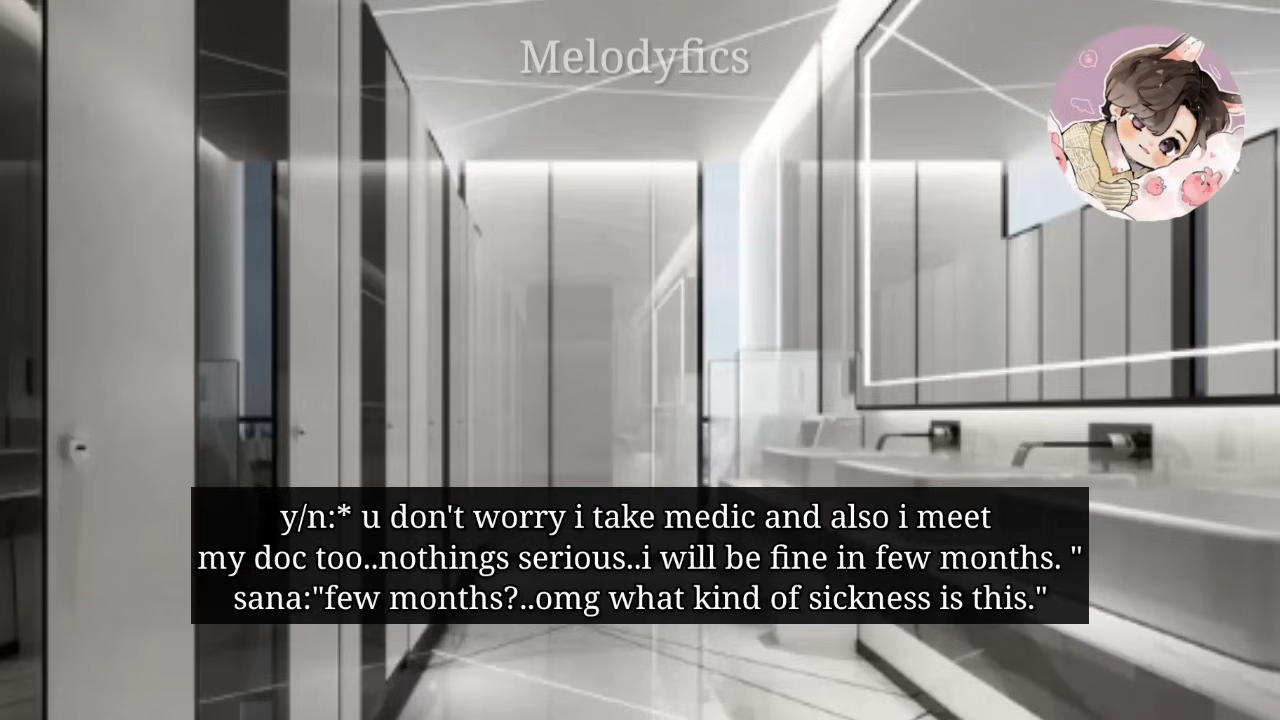 Melodyfics
y/n:* u don't worry i take medic and also i meet
my doc too..nothings serious..i will be fine in few months. "
sana:"few months?..omg what kind of sickness is this."